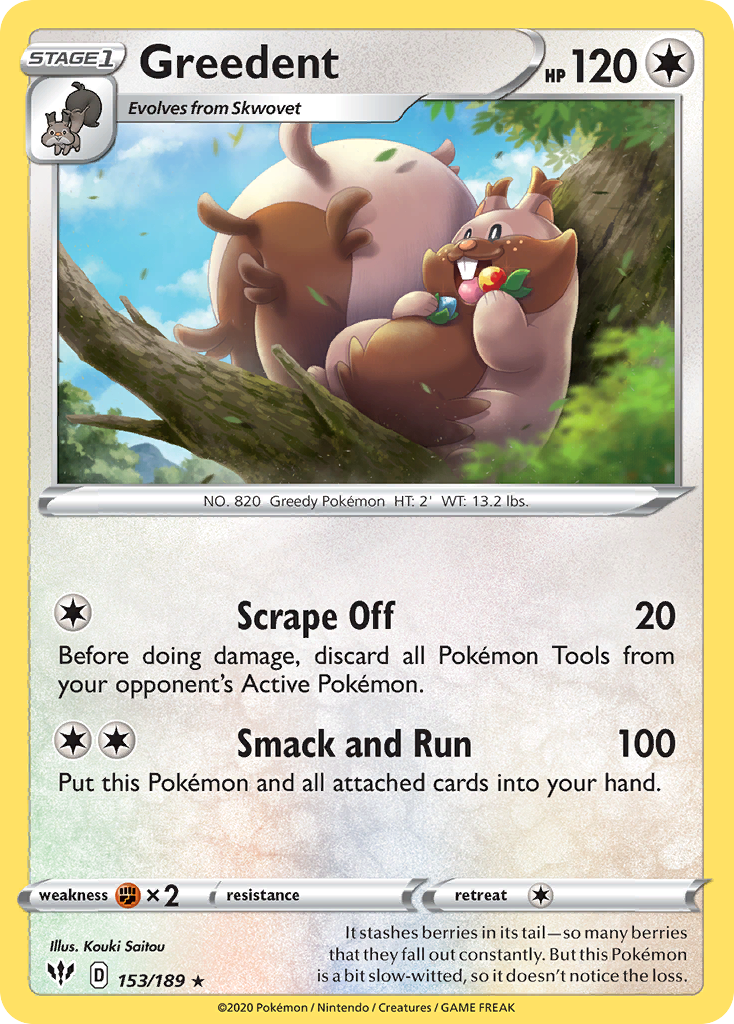 STAGE1
Greedent
HP 120
Evolves from Skwovet
NO. 820 Greedy Pokémon HT: 2' WT: 13.2 lbs.
Scrape Off 20
Before doing damage, discard all Pokémon Tools from
your opponent's Active Pokémon.
Smack and Run 100
Put this Pokémon and all attached cards into your hand.
weakness ×2 resistance retreat
Illus. Kouki Saitou
It stashes berries in its tail—so many berries
that they fall out constantly. But this Pokémon
is a bit slow-witted, so it doesn't notice the loss.
D 153/189 ★
©2020 Pokémon / Nintendo / Creatures / GAME FREAK